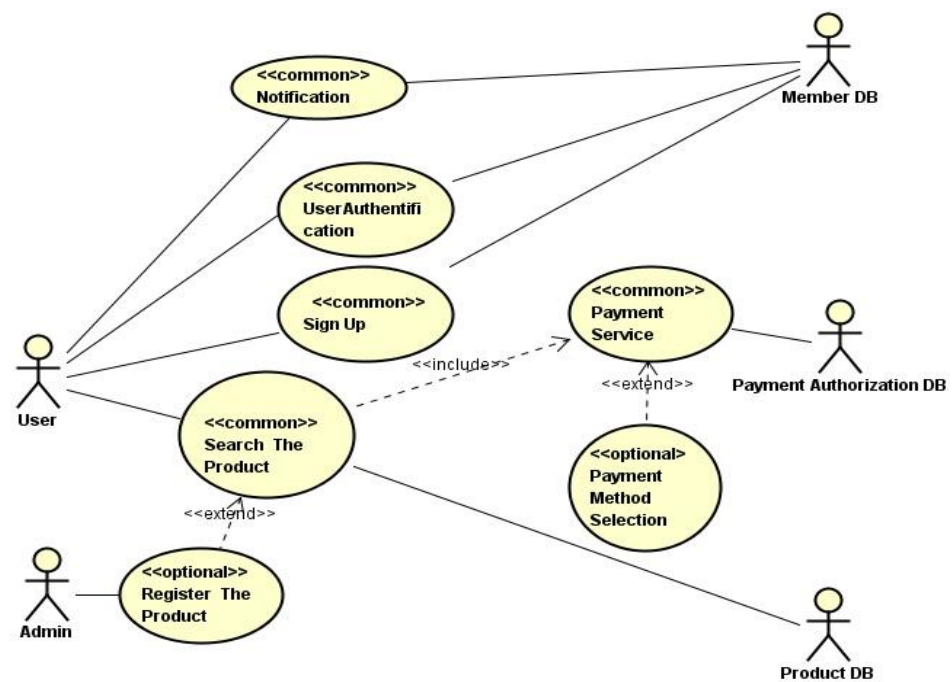 <<common>>
Notification
Member DB
<<common>>
UserAuthentifi
cation
<<common>>
Sign Up
<<common>>
Payment
Service
<<include>>
Payment Authorization DB
<<extend>>
User
<<common>>
Search The
Product
<<optional>
Payment
Method
Selection
<<extend>>
<<optional>>
Register The
Product
Admin
Product DB